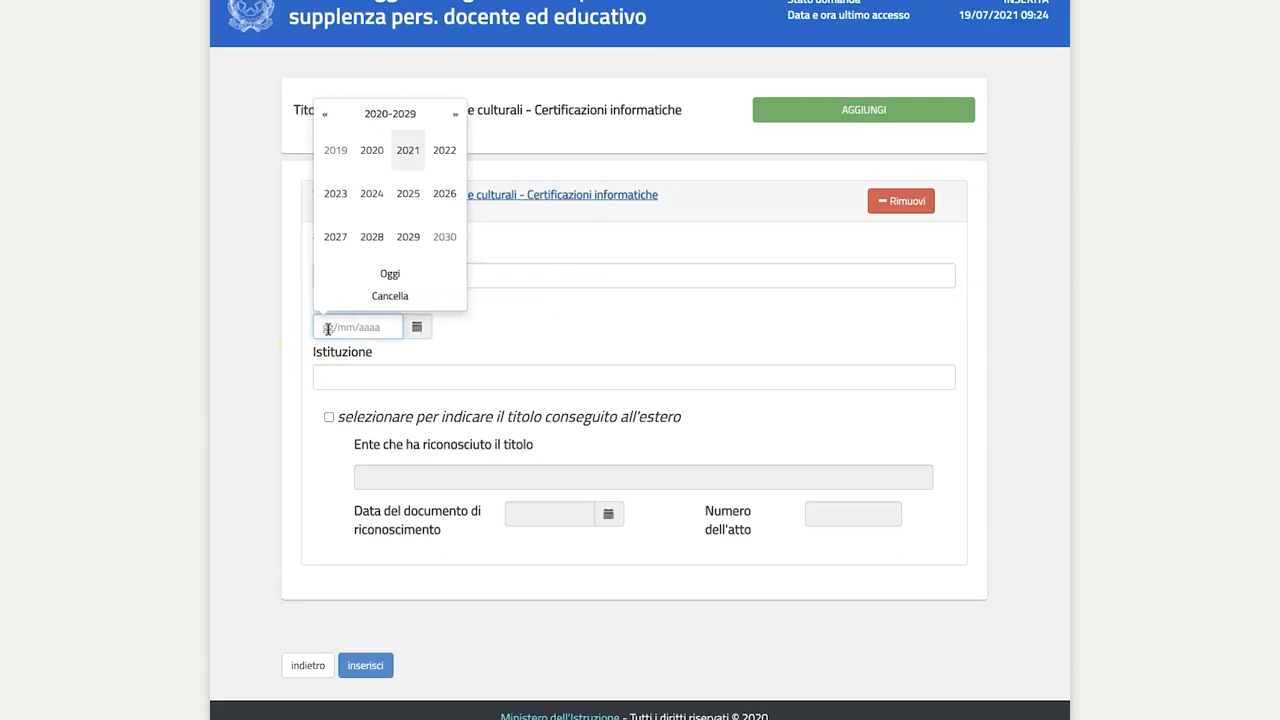 supplenza pers. docente ed educativo
Data e ora ultimo accesso
19/07/2021 09:24
e culturali - Certificazioni informatiche
AGGIUNGI
« 2020-2029 »
2019 2020 2021 2022
2023 2024 2025 2026
2027 2028 2029 2030
Oggi
Cancella
e culturali - Certificazioni informatiche
Rimuovi
/mm/aaaa
Istituzione
selezionare per indicare il titolo conseguito all'estero
Ente che ha riconosciuto il titolo
Data del documento di
riconoscimento
Numero
dell'atto
indietro
inserisci
Ministero dell'Istruzione - Tutti i diritti riservati © 2020